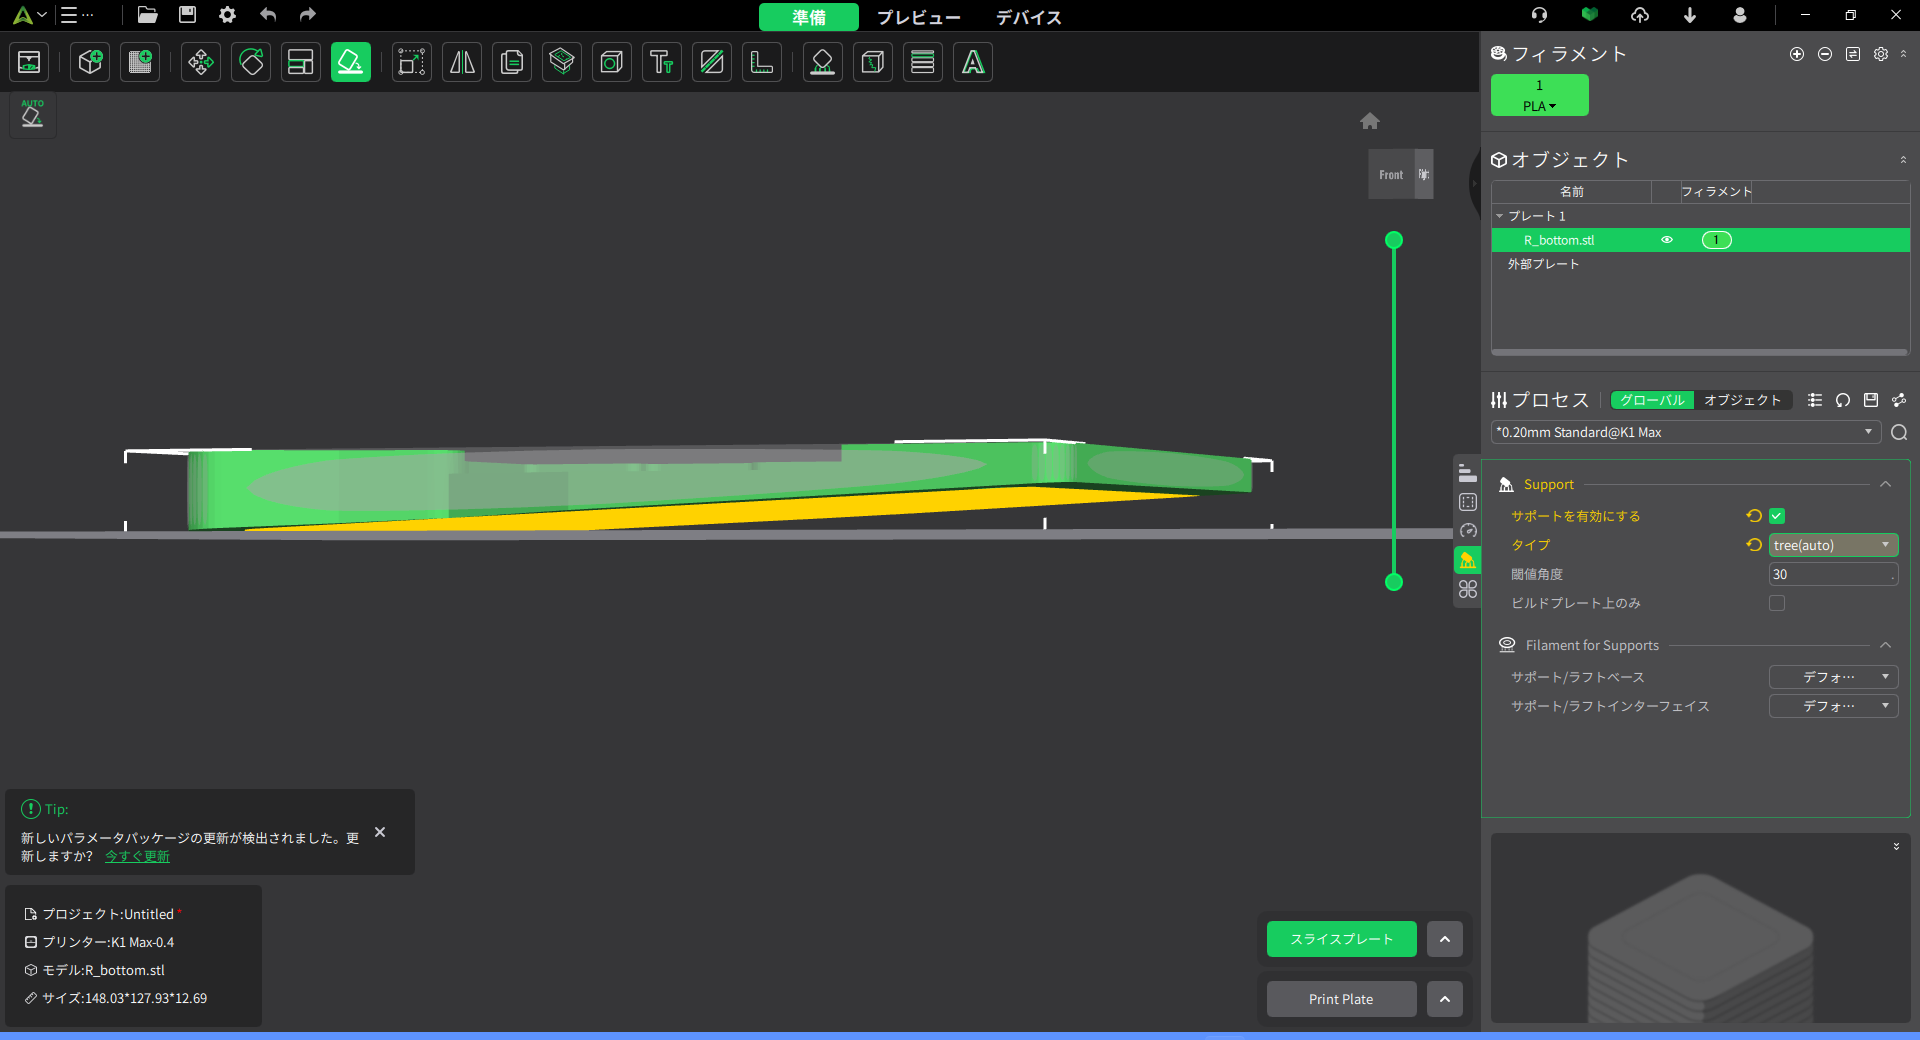 準備
プレビュー
デバイス
AUTO
Front
フィラメント
1
PLA
オブジェクト
名前
フィラメント
プレート 1
R_bottom.stl
1
外部プレート
プロセス
グローバル
オブジェクト
*0.20mm Standard@K1 Max
Support
サポートを有効にする
タイプ
tree(auto)
閾値角度
30
ビルドプレート上のみ
Filament for Supports
サポート/ラフトベース
デフォ…
サポート/ラフトインターフェイス
デフォ…
Tip:
新しいパラメータパッケージの更新が検出されました。更
新しますか? 今すぐ更新
プロジェクト:Untitled *
プリンター:K1 Max-0.4
モデル:R_bottom.stl
サイズ:148.03*127.93*12.69
スライスプレート
Print Plate